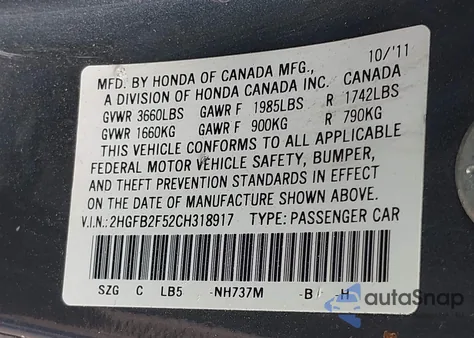 10/'11
MFD. BY HONDA OF CANADA MFG.,
A DIVISION OF HONDA CANADA INC. CANADA
GVWR 3660LBS GAWR F 1985LBS R 1742LBS
GVWR 1660KG GAWR F 900KG R 790KG
THIS VEHICLE CONFORMS TO ALL APPLICABLE
FEDERAL MOTOR VEHICLE SAFETY, BUMPER,
AND THEFT PREVENTION STANDARDS IN EFFECT
ON THE DATE OF MANUFACTURE SHOWN ABOVE.
V.I.N.: 2HGFB2F52CH318917 TYPE: PASSENGER CAR
SZG C LB5 -NH737M -B -H
autoSnap